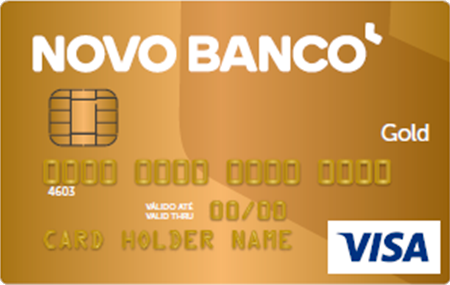 NOVO BANCO
Gold
0000 0000 0000 0000
4603
VÁLIDO ATÉ
VALID THRU 00/00
CARD HOLDER NAME
VISA